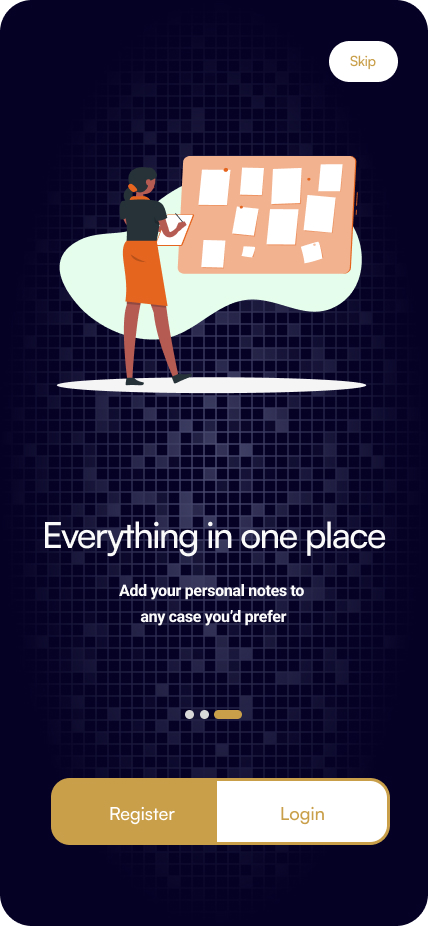 Skip
Everything in one place
Add your personal notes to
any case you'd prefer
Register
Login